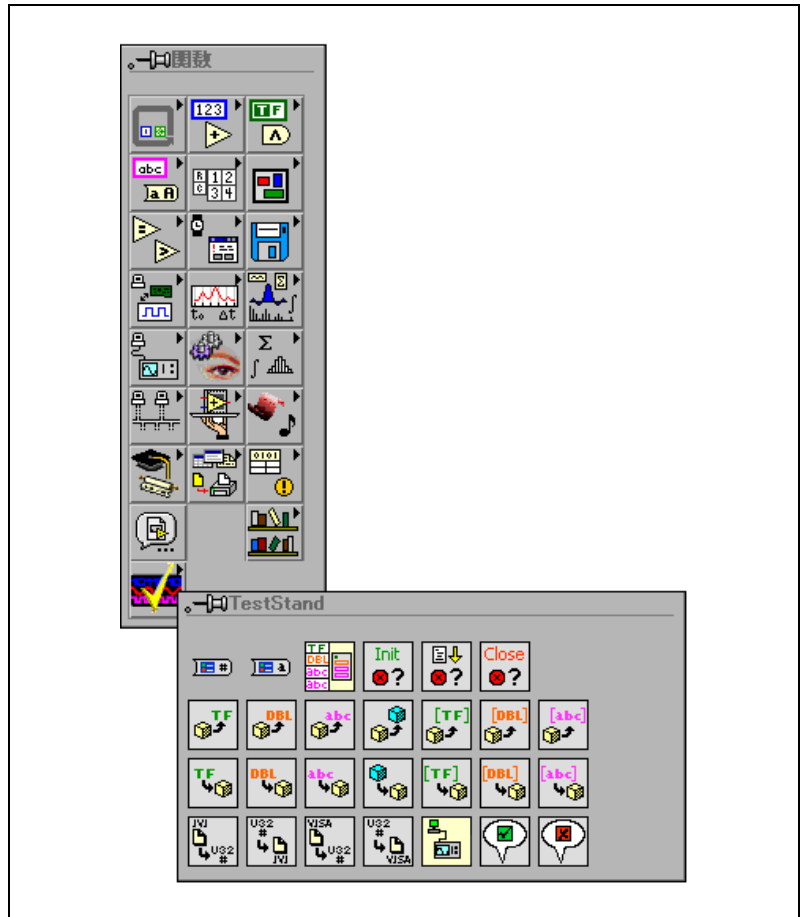 関数
123
TF
abc
aA
R 1 2
C 3 4
t₀ Δt
Σ
Σ
0101
...
TestStand
#
a
TF
DBL
abc
abc
Init
?
?
Close
?
TF
DBL
abc
[TF]
[DBL]
[abc]
TF
DBL
abc
[TF]
[DBL]
[abc]
IVI
U32
#
U32
#
IVI
VISA
U32
#
U32
#
VISA